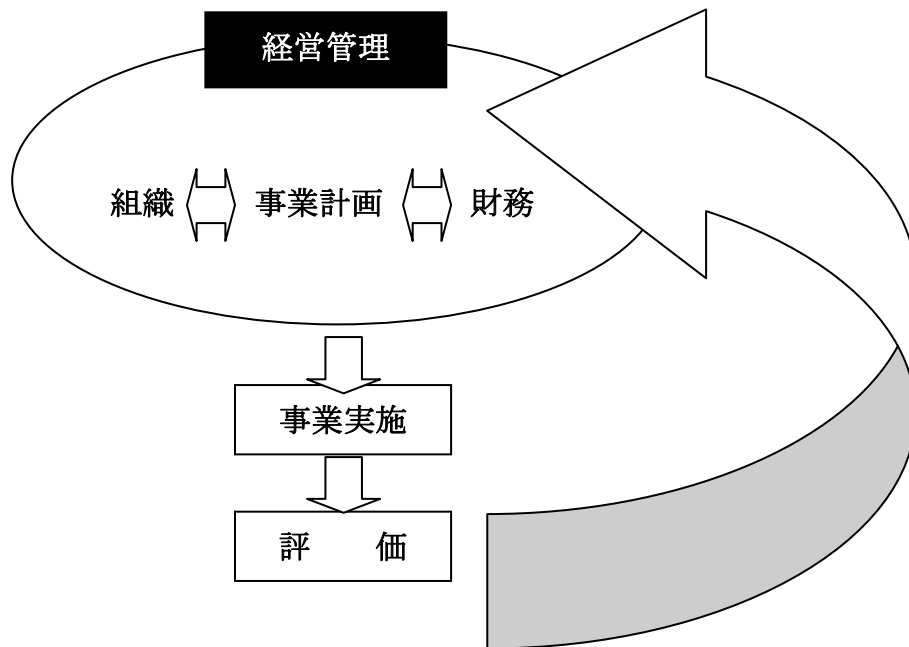 経営管理
組織 事業計画 財務
事業実施
評　　価